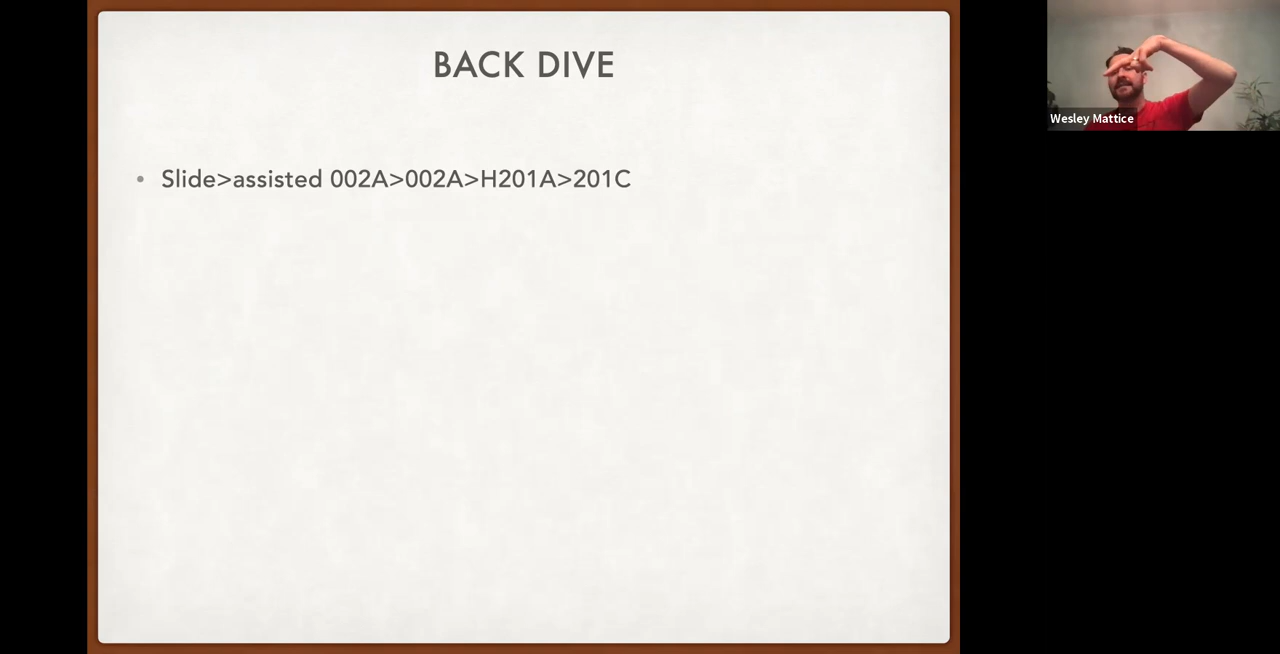 BACK DIVE
• Slide>assisted 002A>002A>H201A>201C
Wesley Mattice